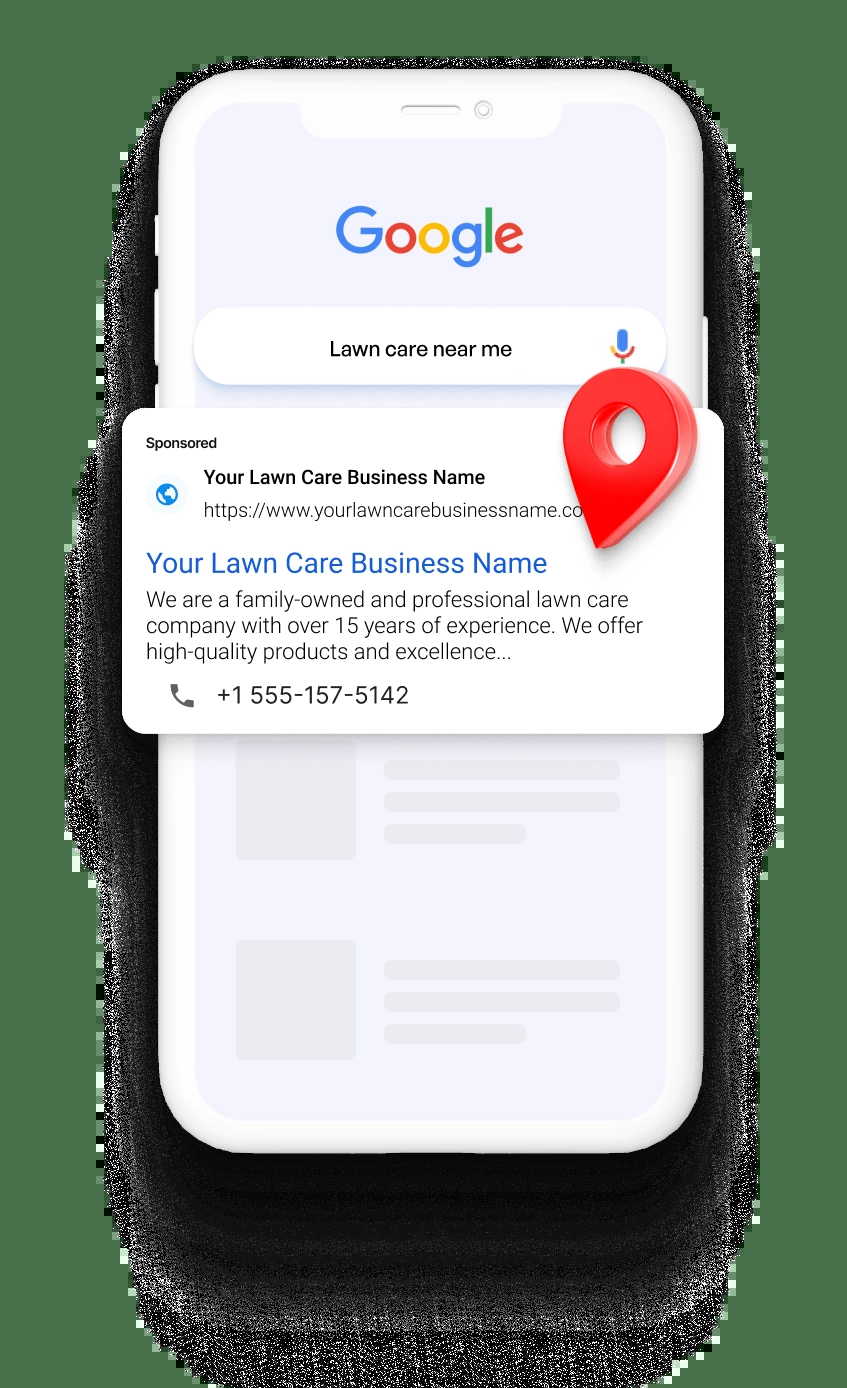 Google
Lawn care near me
Sponsored
Your Lawn Care Business Name
https://www.yourlawncarebusinessname.co
Your Lawn Care Business Name
We are a family-owned and professional lawn care
company with over 15 years of experience. We offer
high-quality products and excellence...
+1 555-157-5142